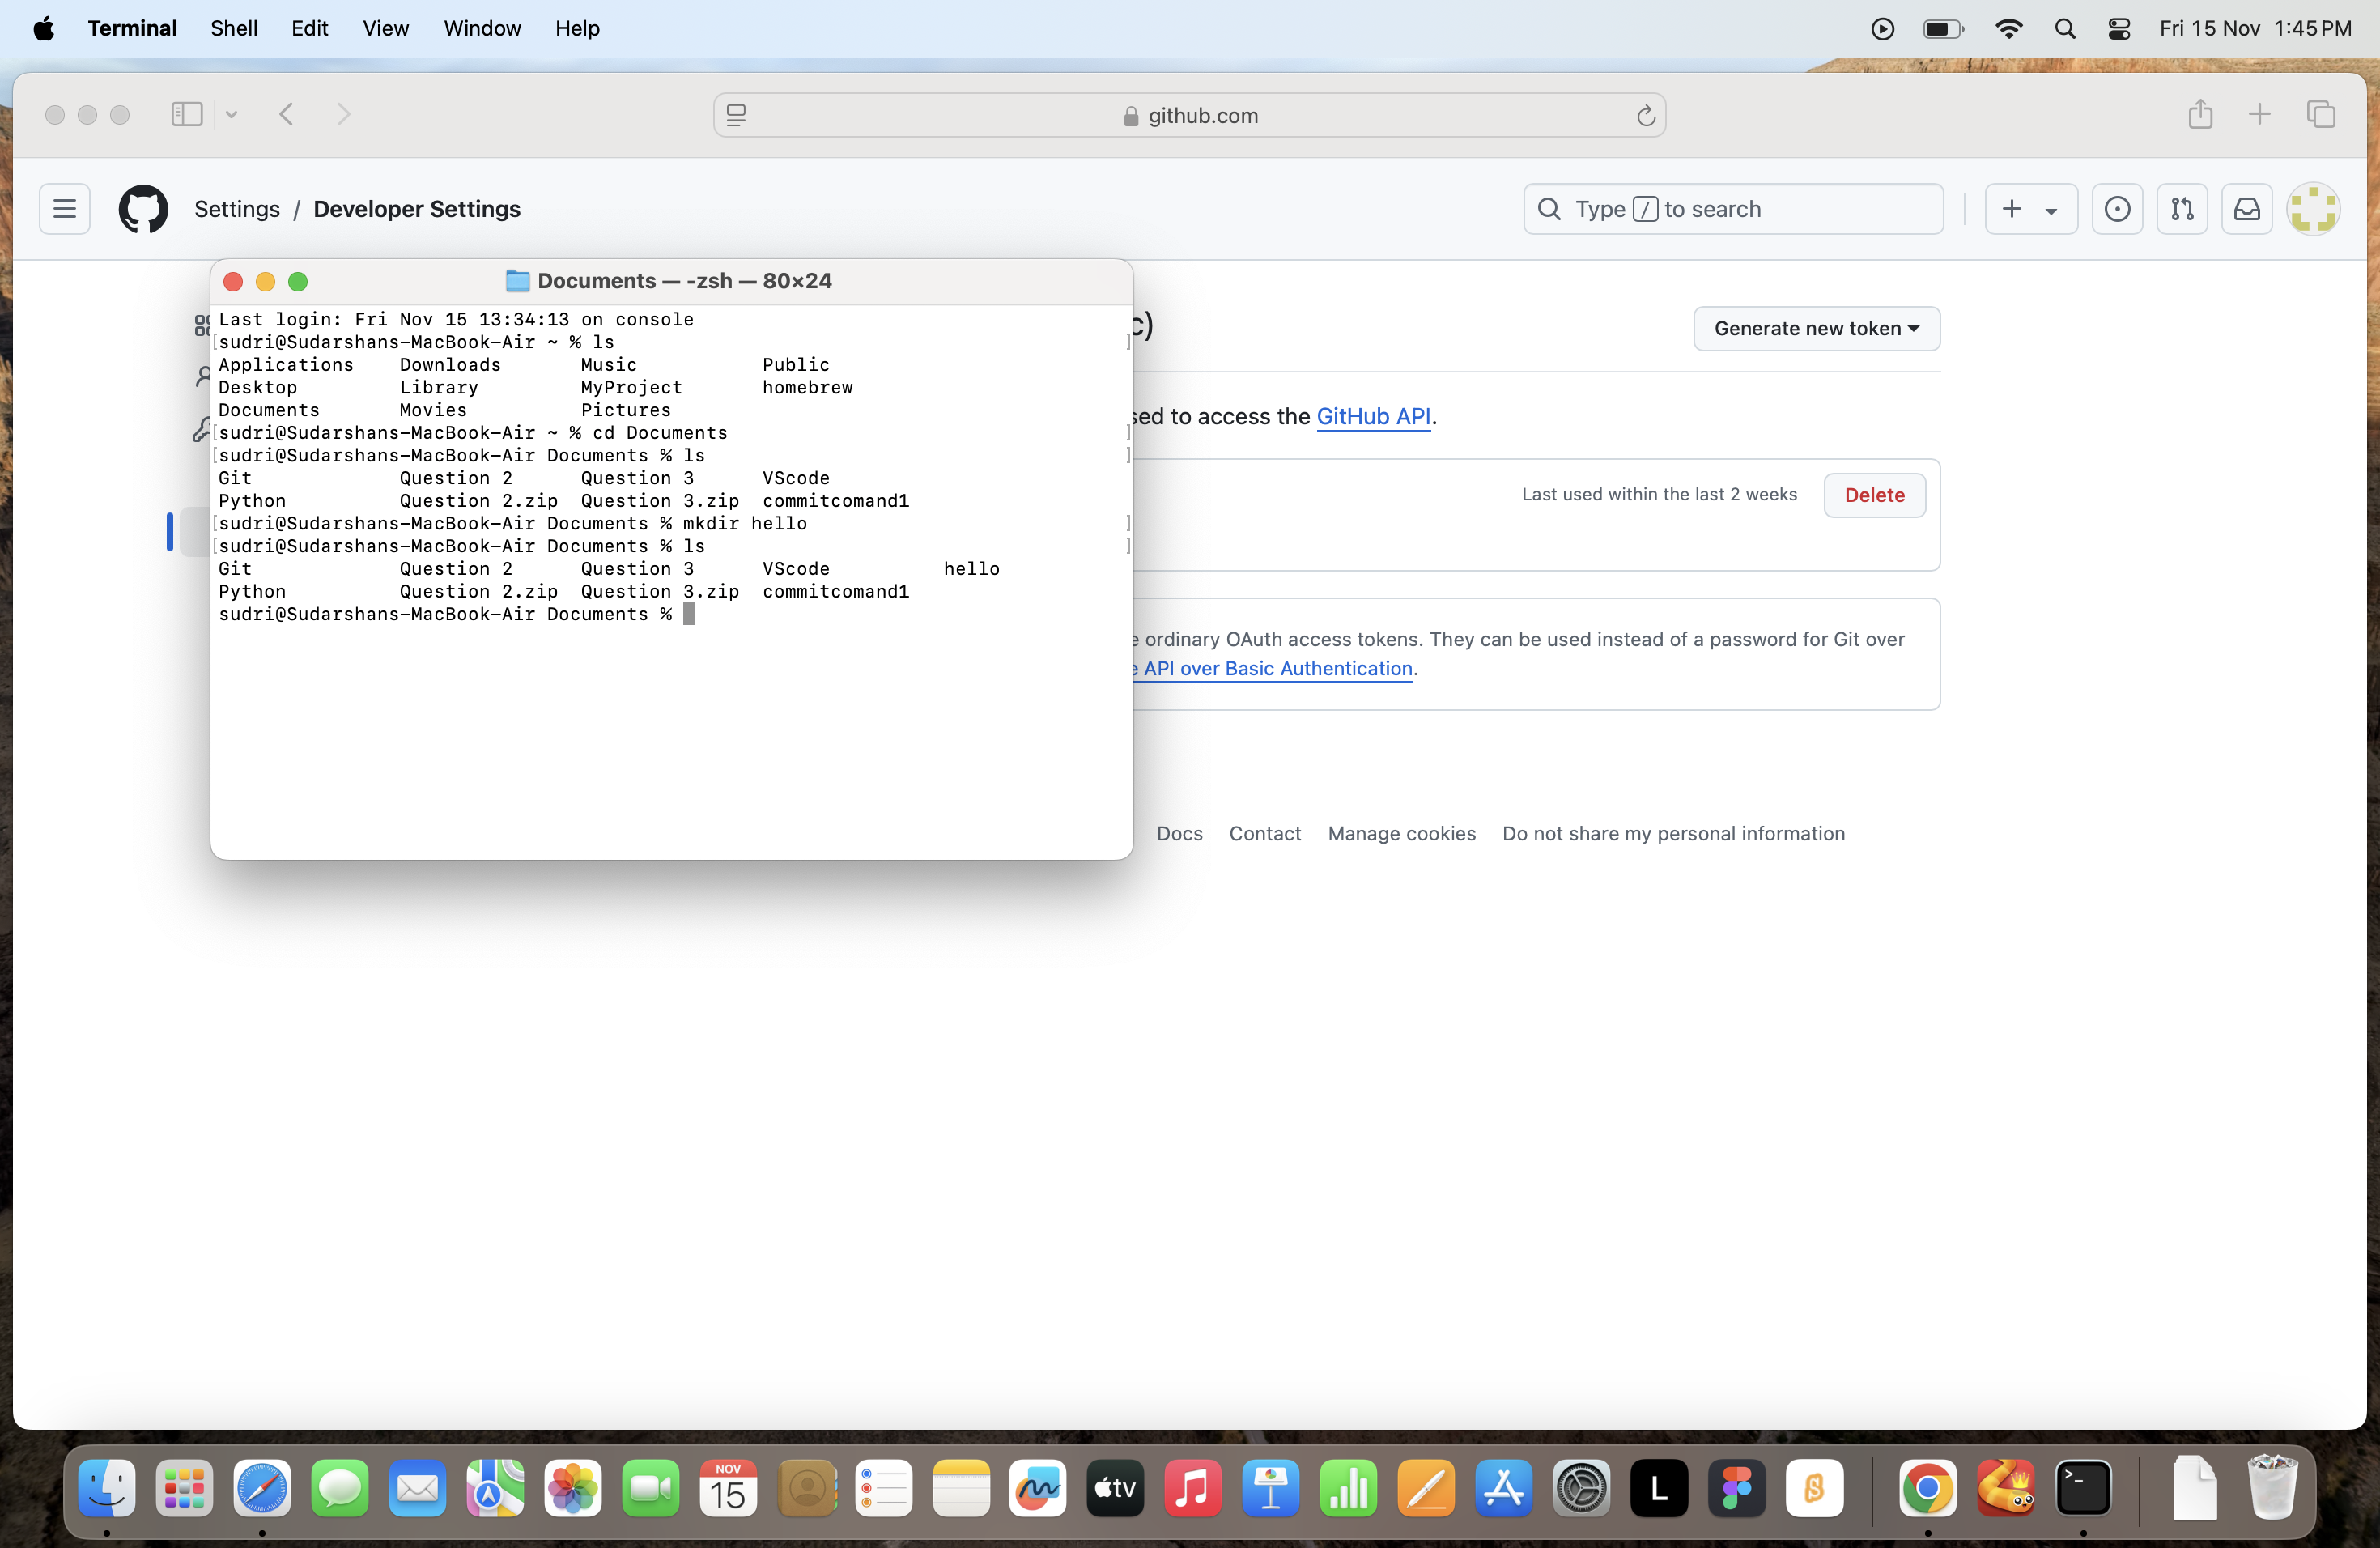 Terminal Shell Edit View Window Help Fri 15 Nov 1:45 PM
github.com
Settings / Developer Settings Type / to search
Documents — -zsh — 80×24
Last login: Fri Nov 15 13:34:13 on console
[sudri@Sudarshans-MacBook-Air ~ % ls ]
Applications Downloads Music Public
Desktop Library MyProject homebrew
Documents Movies Pictures
[sudri@Sudarshans-MacBook-Air ~ % cd Documents ]
[sudri@Sudarshans-MacBook-Air Documents % ls ]
Git Question 2 Question 3 VScode
Python Question 2.zip Question 3.zip commitcomand1
[sudri@Sudarshans-MacBook-Air Documents % mkdir hello ]
[sudri@Sudarshans-MacBook-Air Documents % ls ]
Git Question 2 Question 3 VScode hello
Python Question 2.zip Question 3.zip commitcomand1
sudri@Sudarshans-MacBook-Air Documents %
c) Generate new token
sed to access the GitHub API.
Last used within the last 2 weeks Delete
e ordinary OAuth access tokens. They can be used instead of a password for Git over
e API over Basic Authentication.
Docs Contact Manage cookies Do not share my personal information
NOV
15
tv
L
>_